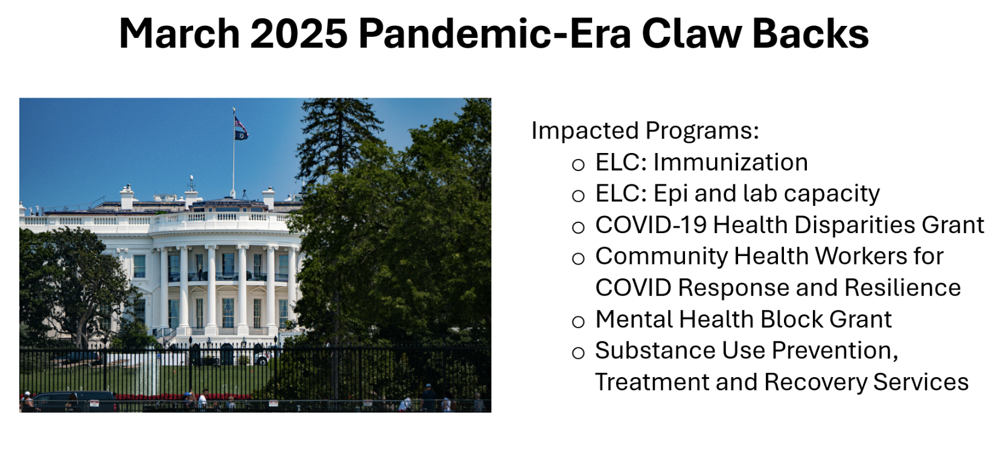 March 2025 Pandemic-Era Claw Backs
Impacted Programs:
○ ELC: Immunization
○ ELC: Epi and lab capacity
○ COVID-19 Health Disparities Grant
○ Community Health Workers for
COVID Response and Resilience
○ Mental Health Block Grant
○ Substance Use Prevention,
Treatment and Recovery Services